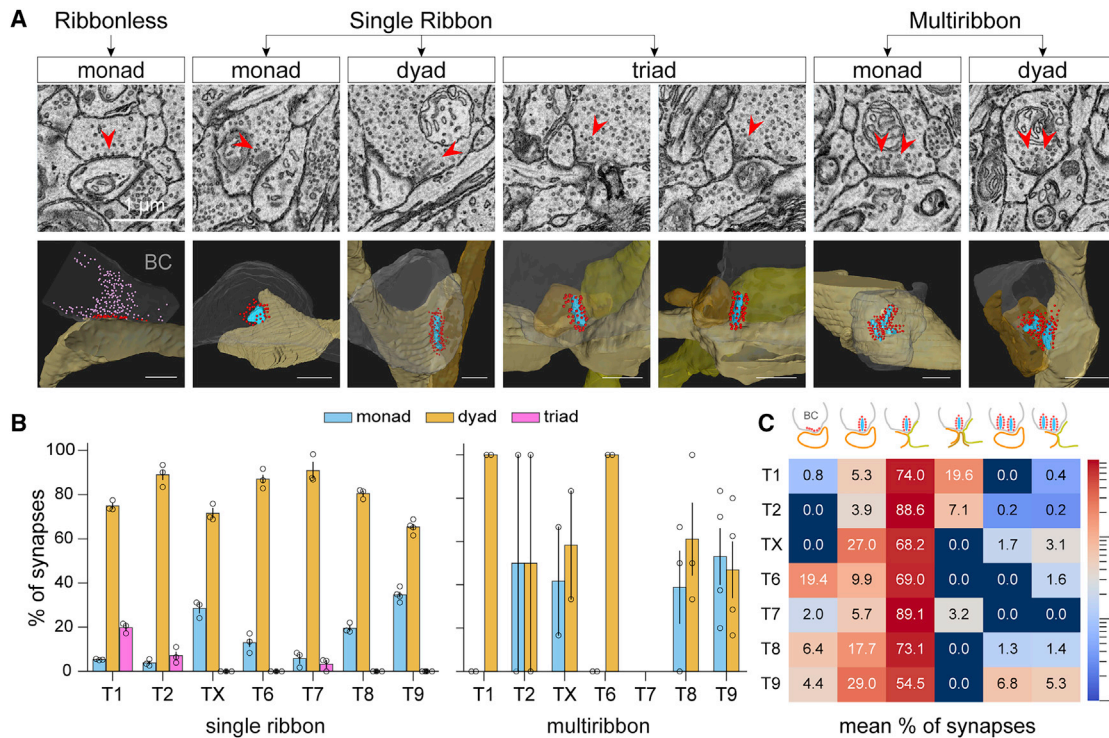 A
Ribbonless
Single Ribbon
Multiribbon
monad
monad
dyad
triad
monad
dyad
1 µm
BC
B
monad
dyad
triad
% of synapses
100
80
60
40
20
0
T1 T2 TX T6 T7 T8 T9
single ribbon
T1 T2 TX T6 T7 T8 T9
multiribbon
C
BC
T1 0.8 5.3 74.0 19.6 0.0 0.4
T2 0.0 3.9 88.6 7.1 0.2 0.2
TX 0.0 27.0 68.2 0.0 1.7 3.1
T6 19.4 9.9 69.0 0.0 0.0 1.6
T7 2.0 5.7 89.1 3.2 0.0 0.0
T8 6.4 17.7 73.1 0.0 1.3 1.4
T9 4.4 29.0 54.5 0.0 6.8 5.3
mean % of synapses